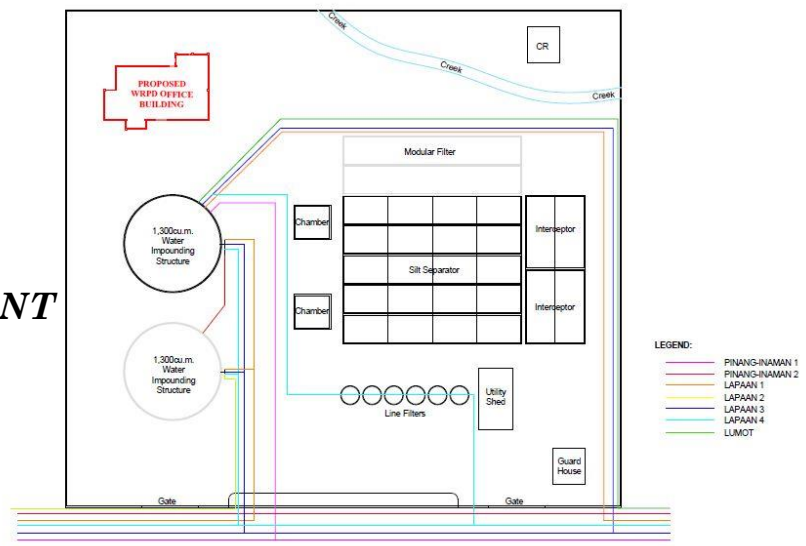 Creek
Creek
Creek
CR
PROPOSED
WRPD OFFICE
BUILDING
Modular Filter
1,300cu.m.
Water
Impounding
Structure
Chamber
Interceptor
Silt Separator
NT
Chamber
Interceptor
1,300cu.m.
Water
Impounding
Structure
LEGEND:
PINANG-INAMAN 1
PINANG-INAMAN 2
LAPAAN 1
LAPAAN 2
LAPAAN 3
LAPAAN 4
LUMOT
Utility
Shed
Line Filters
Guard
House
Gate
Gate